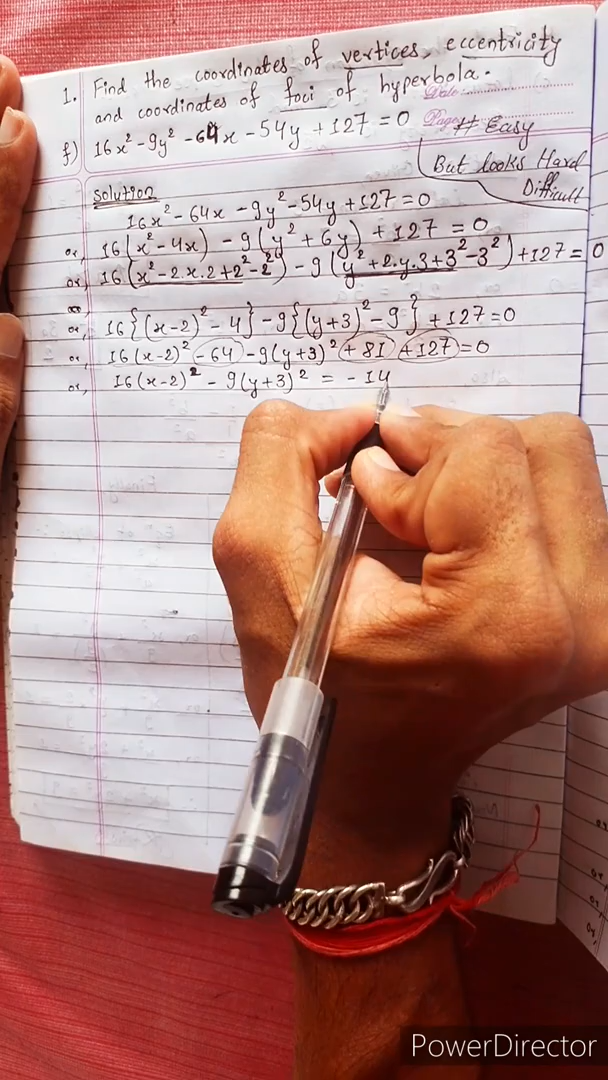 1. Find the coordinates of vertices, eccentricity
and coordinates of foci of hyperbola.
Date:
Page:
f) 16x² - 9y² - 64x - 54y + 127 = 0
# Easy
But looks Hard
Difficult
Solution
16x² - 64x - 9y² - 54y + 127 = 0
or, 16(x² - 4x) - 9(y² + 6y) + 127 = 0
or, 16(x² - 2.x.2 + 2² - 2²) - 9(y² + 2.y.3 + 3² - 3²) + 127 = 0
or, 16{(x-2)² - 4} - 9{(y+3)² - 9} + 127 = 0
or, 16(x-2)² - 64 - 9(y+3)² + 81 + 127 = 0
or, 16(x-2)² - 9(y+3)² = - 14
PowerDirector